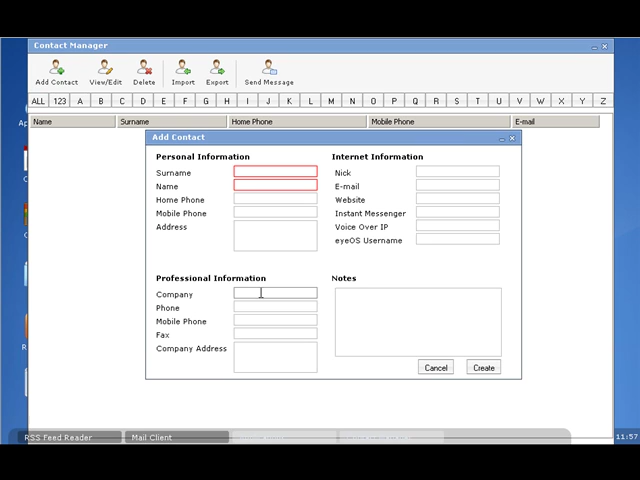 Contact Manager
Add Contact View/Edit Delete Import Export Send Message
ALL 123 A B C D E F G H I J K L M N O P Q R S T U V W X Y Z
Name Surname Home Phone Mobile Phone E-mail
Add Contact
Personal Information Internet Information
Surname Nick
Name E-mail
Home Phone Website
Mobile Phone Instant Messenger
Address Voice Over IP
eyeOS Username
Professional Information Notes
Company
Phone
Mobile Phone
Fax
Company Address
Cancel Create
RSS Feed Reader Mail Client 11:57